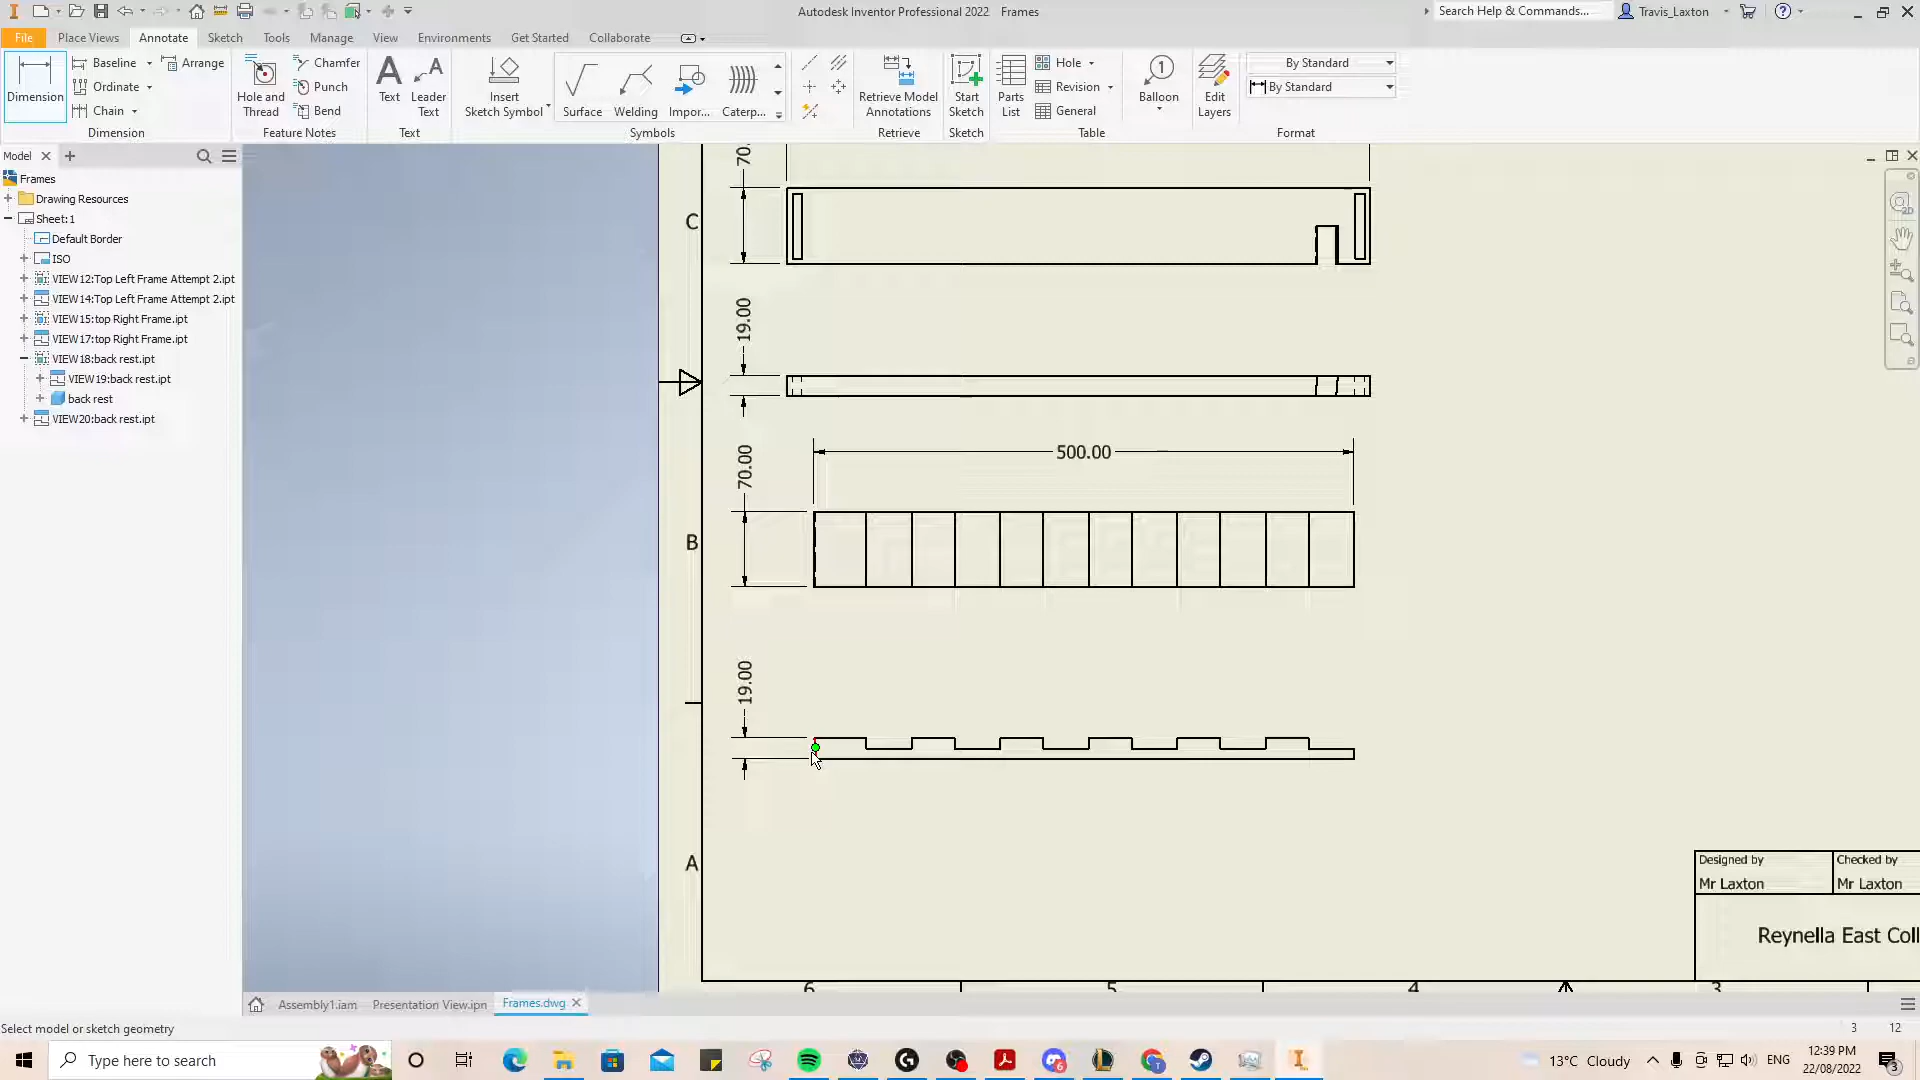 Autodesk Inventor Professional 2022 Frames
Search Help & Commands...
Travis_Laxton
File Place Views Annotate Sketch Tools Manage View Environments Get Started Collaborate
Dimension
Baseline
Ordinate
Chain
Arrange
Dimension
Hole and Thread
Chamfer
Punch
Bend
Feature Notes
Text
Leader Text
Text
Insert Sketch Symbol
Surface
Welding
Impor...
Caterp...
Symbols
Retrieve Model Annotations
Retrieve
Start Sketch
Sketch
Parts List
Hole
Revision
General
Table
Balloon
Edit Layers
By Standard
By Standard
Format
Model
Frames
Drawing Resources
Sheet:1
Default Border
ISO
VIEW12:Top Left Frame Attempt 2.ipt
VIEW14:Top Left Frame Attempt 2.ipt
VIEW15:top Right Frame.ipt
VIEW17:top Right Frame.ipt
VIEW18:back rest.ipt
VIEW19:back rest.ipt
back rest
VIEW20:back rest.ipt
70.
C
19.00
500.00
70.00
B
19.00
A
Designed by
Mr Laxton
Checked by
Mr Laxton
Reynella East Coll
6 5 4 3
2D
Assembly1.iam Presentation View.ipn Frames.dwg
Select model or sketch geometry
3 12
Type here to search
6
13°C Cloudy
ENG
12:39 PM
22/08/2022
3